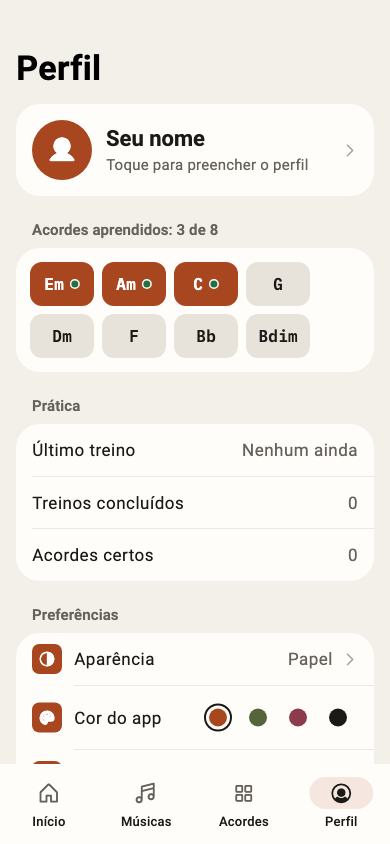 Perfil
Seu nome
Toque para preencher o perfil
Acordes aprendidos: 3 de 8
Em Am C G
Dm F Bb Bdim
Prática
Último treino Nenhum ainda
Treinos concluídos 0
Acordes certos 0
Preferências
Aparência Papel
Cor do app
Início Músicas Acordes Perfil